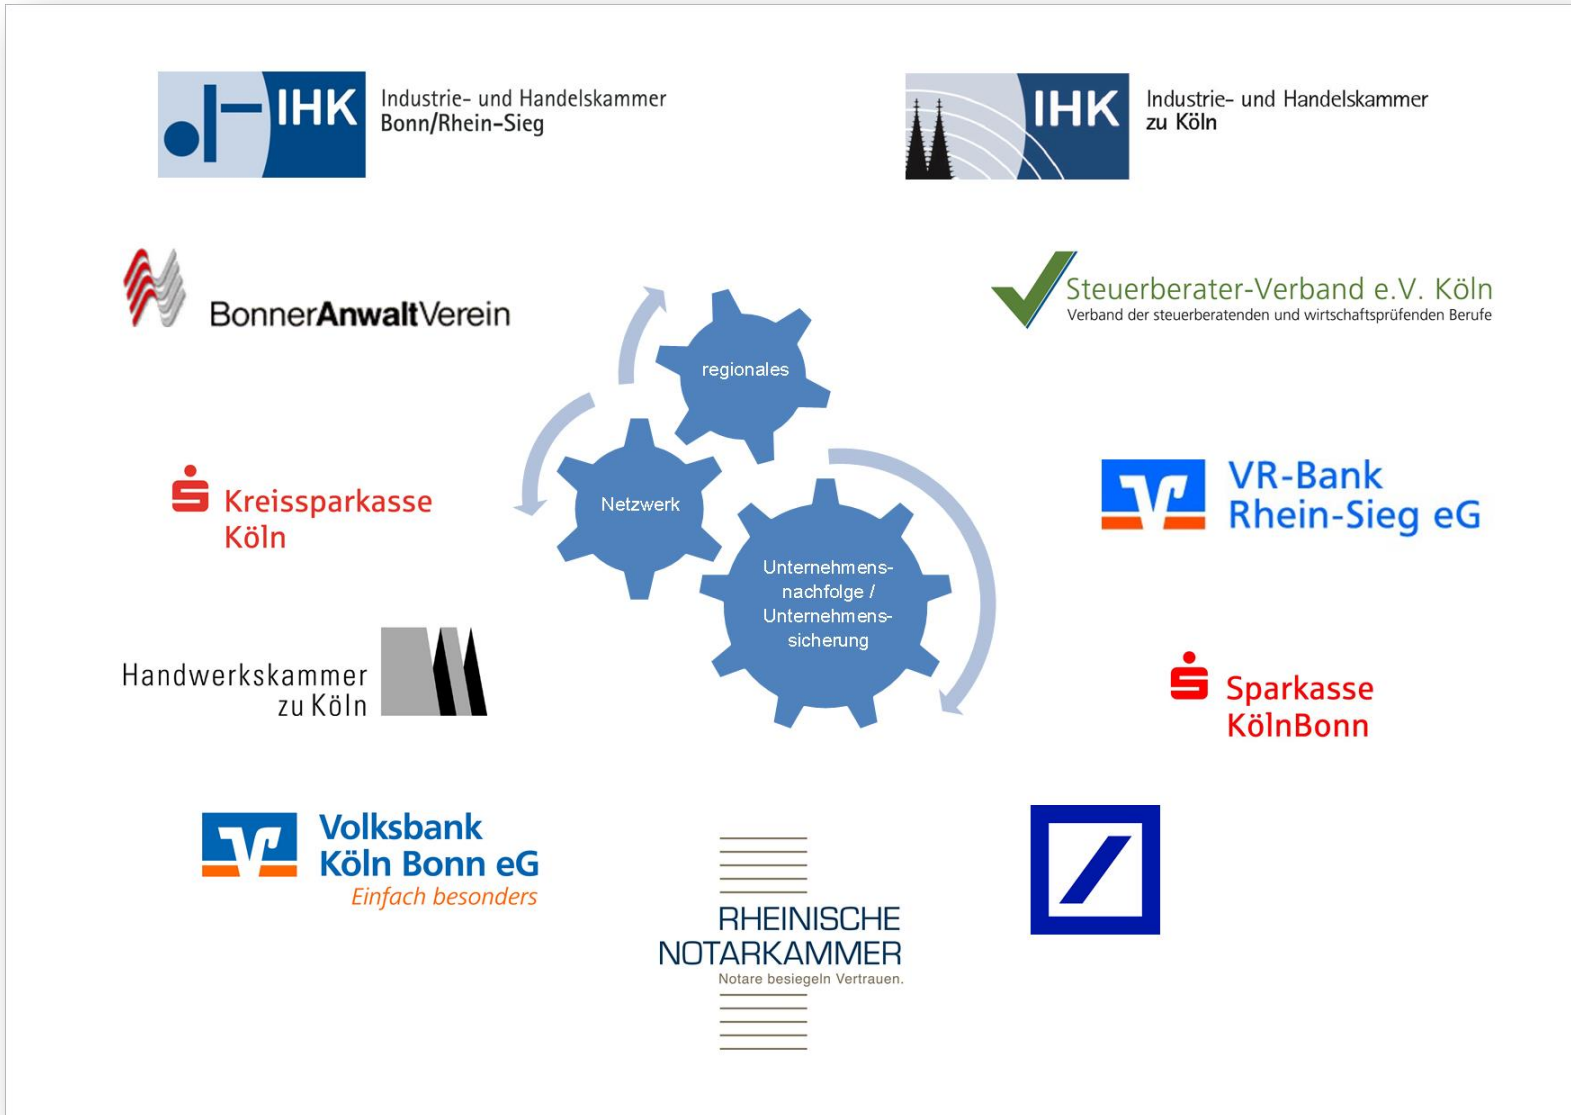 IHK
Industrie- und Handelskammer
Bonn/Rhein-Sieg
IHK
Industrie- und Handelskammer
zu Köln
BonnerAnwaltVerein
Steuerberater-Verband e.V. Köln
Verband der steuerberatenden und wirtschaftsprüfenden Berufe
regionales
Netzwerk
Unternehmens-
nachfolge /
Unternehmens-
sicherung
Kreissparkasse
Köln
VR-Bank
Rhein-Sieg eG
Handwerkskammer
zu Köln
Sparkasse
KölnBonn
Volksbank
Köln Bonn eG
Einfach besonders
RHEINISCHE
NOTARKAMMER
Notare besiegeln Vertrauen.